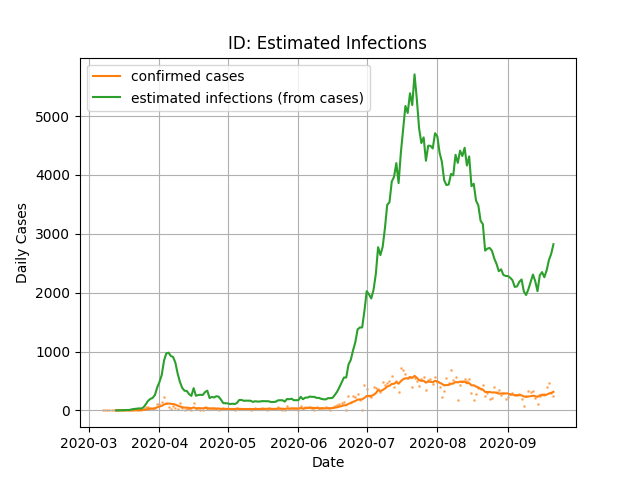 ID: Estimated Infections
confirmed cases
estimated infections (from cases)
Daily Cases
5000
4000
3000
2000
1000
0
2020-03 2020-04 2020-05 2020-06 2020-07 2020-08 2020-09
Date